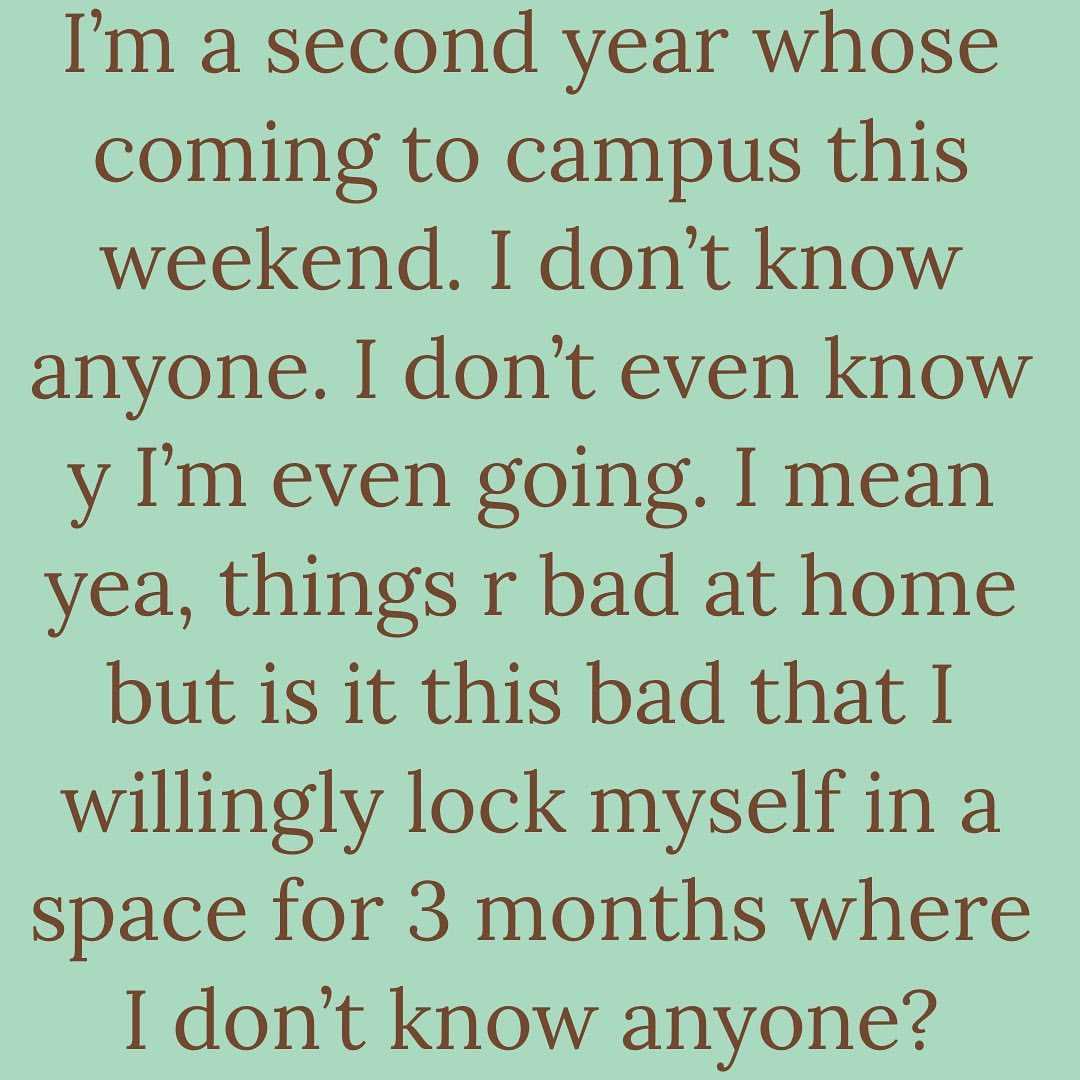 I’m a second year whose
coming to campus this
weekend. I don’t know
anyone. I don’t even know
y I’m even going. I mean
yea, things r bad at home
but is it this bad that I
willingly lock myself in a
space for 3 months where
I don’t know anyone?